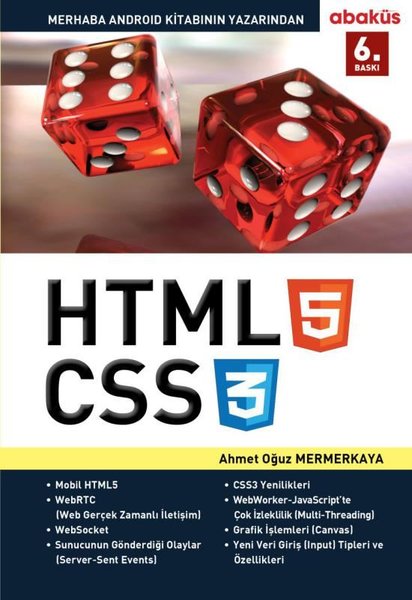 MERHABA ANDROID KİTABININ YAZARINDAN
abaküs
6.
BASKI
HTML 5
CSS 3
Ahmet Oğuz MERMERKAYA
• Mobil HTML5
• WebRTC
(Web Gerçek Zamanlı İletişim)
• WebSocket
• Sunucunun Gönderdiği Olaylar
(Server-Sent Events)
• CSS3 Yenilikleri
• WebWorker-JavaScript'te
Çok İzleklilik (Multi-Threading)
• Grafik İşlemleri (Canvas)
• Yeni Veri Giriş (Input) Tipleri ve
Özellikleri